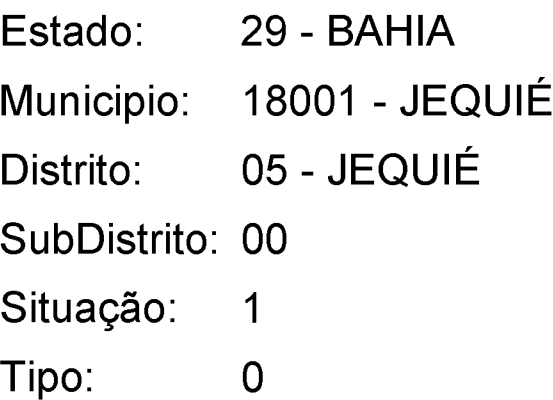 Estado: 29 - BAHIA
Municipio: 18001 - JEQUIÉ
Distrito: 05 - JEQUIÉ
SubDistrito: 00
Situação: 1
Tipo: 0